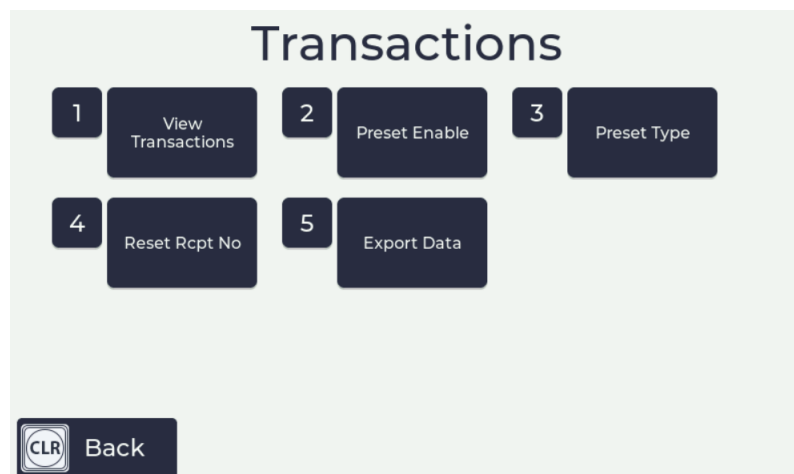 Transactions
1
View
Transactions
2
Preset Enable
3
Preset Type
4
Reset Rcpt No
5
Export Data
CLR
Back